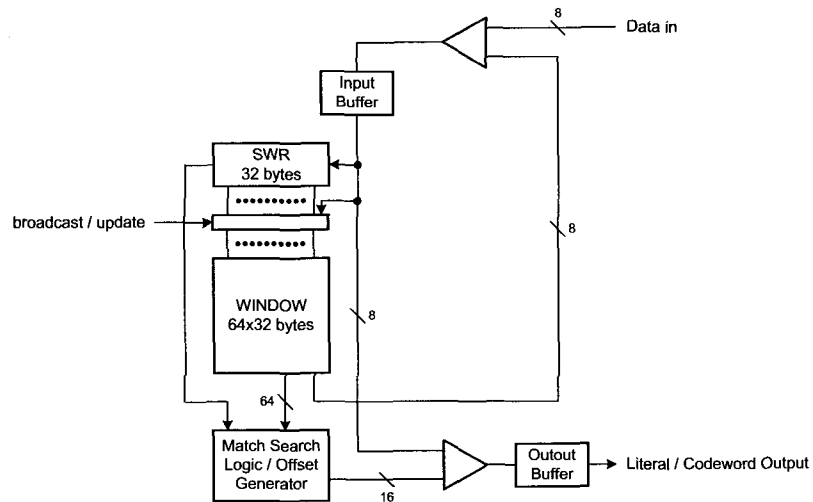 8
Data in
Input
Buffer
SWR
32 bytes
broadcast / update
8
WINDOW
64x32 bytes
8
64
Match Search
Logic / Offset
Generator
16
Outout
Buffer
Literal / Codeword Output